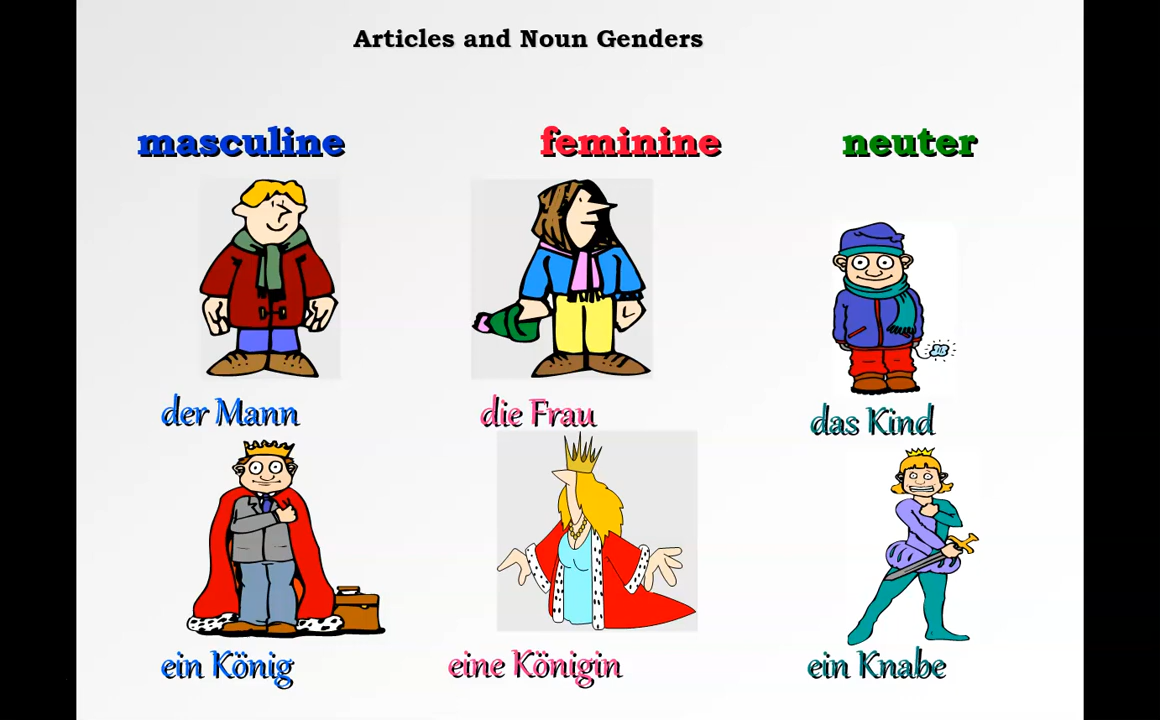 Articles and Noun Genders
masculine feminine neuter
der Mann die Frau das Kind
ein König eine Königin ein Knabe